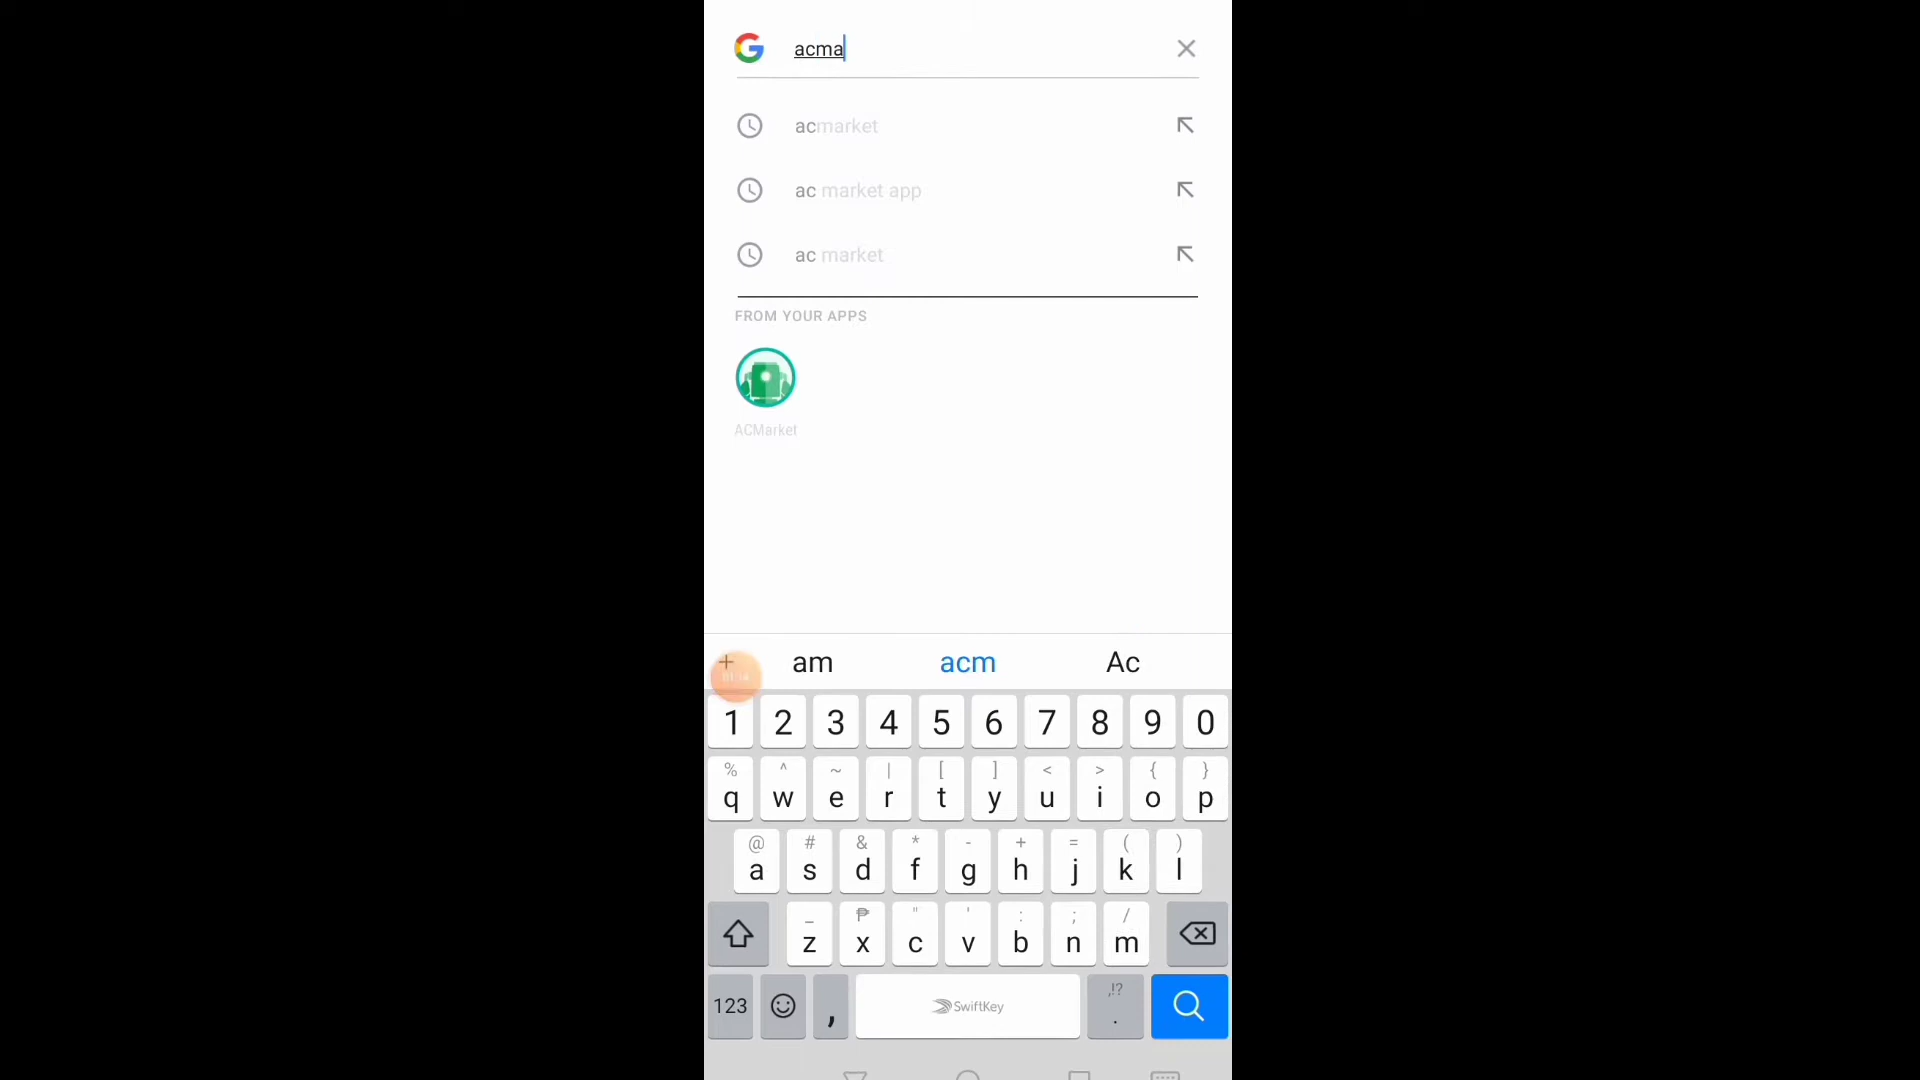 acma
acmarket
ac market app
ac market
FROM YOUR APPS
ACMarket
am acm Ac
1 2 3 4 5 6 7 8 9 0
% ^ ~ | [ ] < > { }
q w e r t y u i o p
@ # & * - + = ( )
a s d f g h j k l
_ ₱ " ' : ; /
z x c v b n m
,!?
123 , SwiftKey .